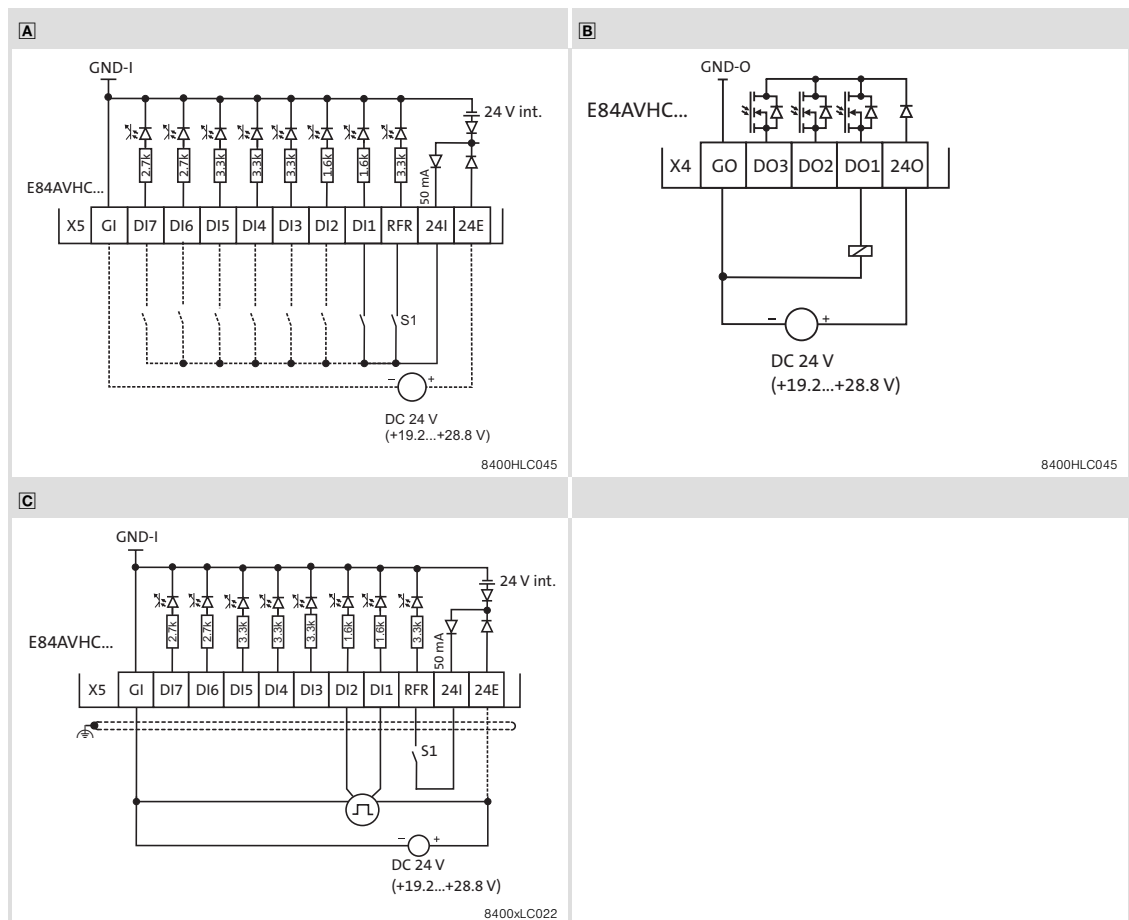 A
GND-I
24 V int.
2.7k 2.7k 3.3k 3.3k 3.3k 1.6k 1.6k 3.3k
50 mA
E84AVHC...
X5 GI DI7 DI6 DI5 DI4 DI3 DI2 DI1 RFR 24I 24E
S1
– +
DC 24 V
(+19.2...+28.8 V)
8400HLC045
B
GND-O
E84AVHC...
X4 GO DO3 DO2 DO1 24O
– +
DC 24 V
(+19.2...+28.8 V)
8400HLC045
C
GND-I
24 V int.
2.7k 2.7k 3.3k 3.3k 3.3k 1.6k 1.6k 3.3k
50 mA
E84AVHC...
X5 GI DI7 DI6 DI5 DI4 DI3 DI2 DI1 RFR 24I 24E
S1
– +
DC 24 V
(+19.2...+28.8 V)
8400xLC022